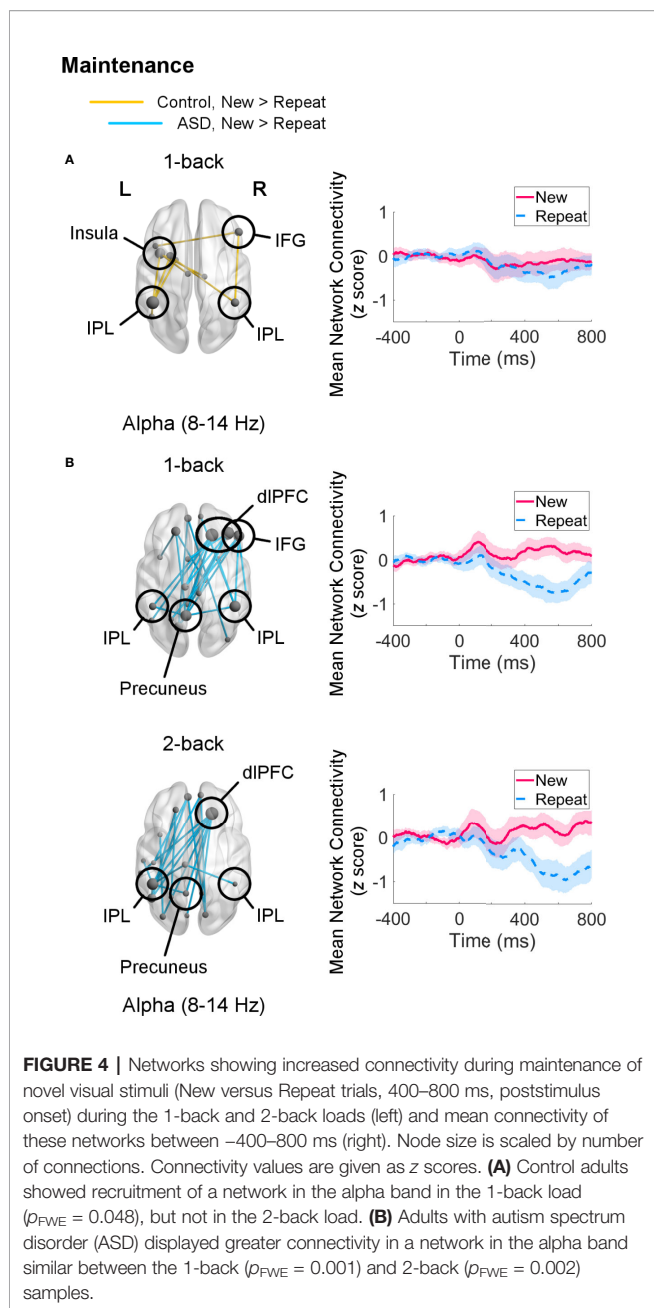 Maintenance
Control, New > Repeat
ASD, New > Repeat
A
1-back
L
R
Insula
IFG
IPL
IPL
Alpha (8-14 Hz)
Mean Network Connectivity
(z score)
New
Repeat
1
0
-1
-400
0
400
800
Time (ms)
B
1-back
dlPFC
IFG
IPL
IPL
Precuneus
Mean Network Connectivity
(z score)
New
Repeat
1
0
-1
-400
0
400
800
Time (ms)
2-back
dlPFC
IPL
IPL
Precuneus
Alpha (8-14 Hz)
Mean Network Connectivity
(z score)
New
Repeat
1
0
-1
-400
0
400
800
Time (ms)
FIGURE 4 | Networks showing increased connectivity during maintenance of
novel visual stimuli (New versus Repeat trials, 400–800 ms, poststimulus
onset) during the 1-back and 2-back loads (left) and mean connectivity of
these networks between −400–800 ms (right). Node size is scaled by number
of connections. Connectivity values are given as z scores. (A) Control adults
showed recruitment of a network in the alpha band in the 1-back load
(pFWE = 0.048), but not in the 2-back load. (B) Adults with autism spectrum
disorder (ASD) displayed greater connectivity in a network in the alpha band
similar between the 1-back (pFWE = 0.001) and 2-back (pFWE = 0.002)
samples.